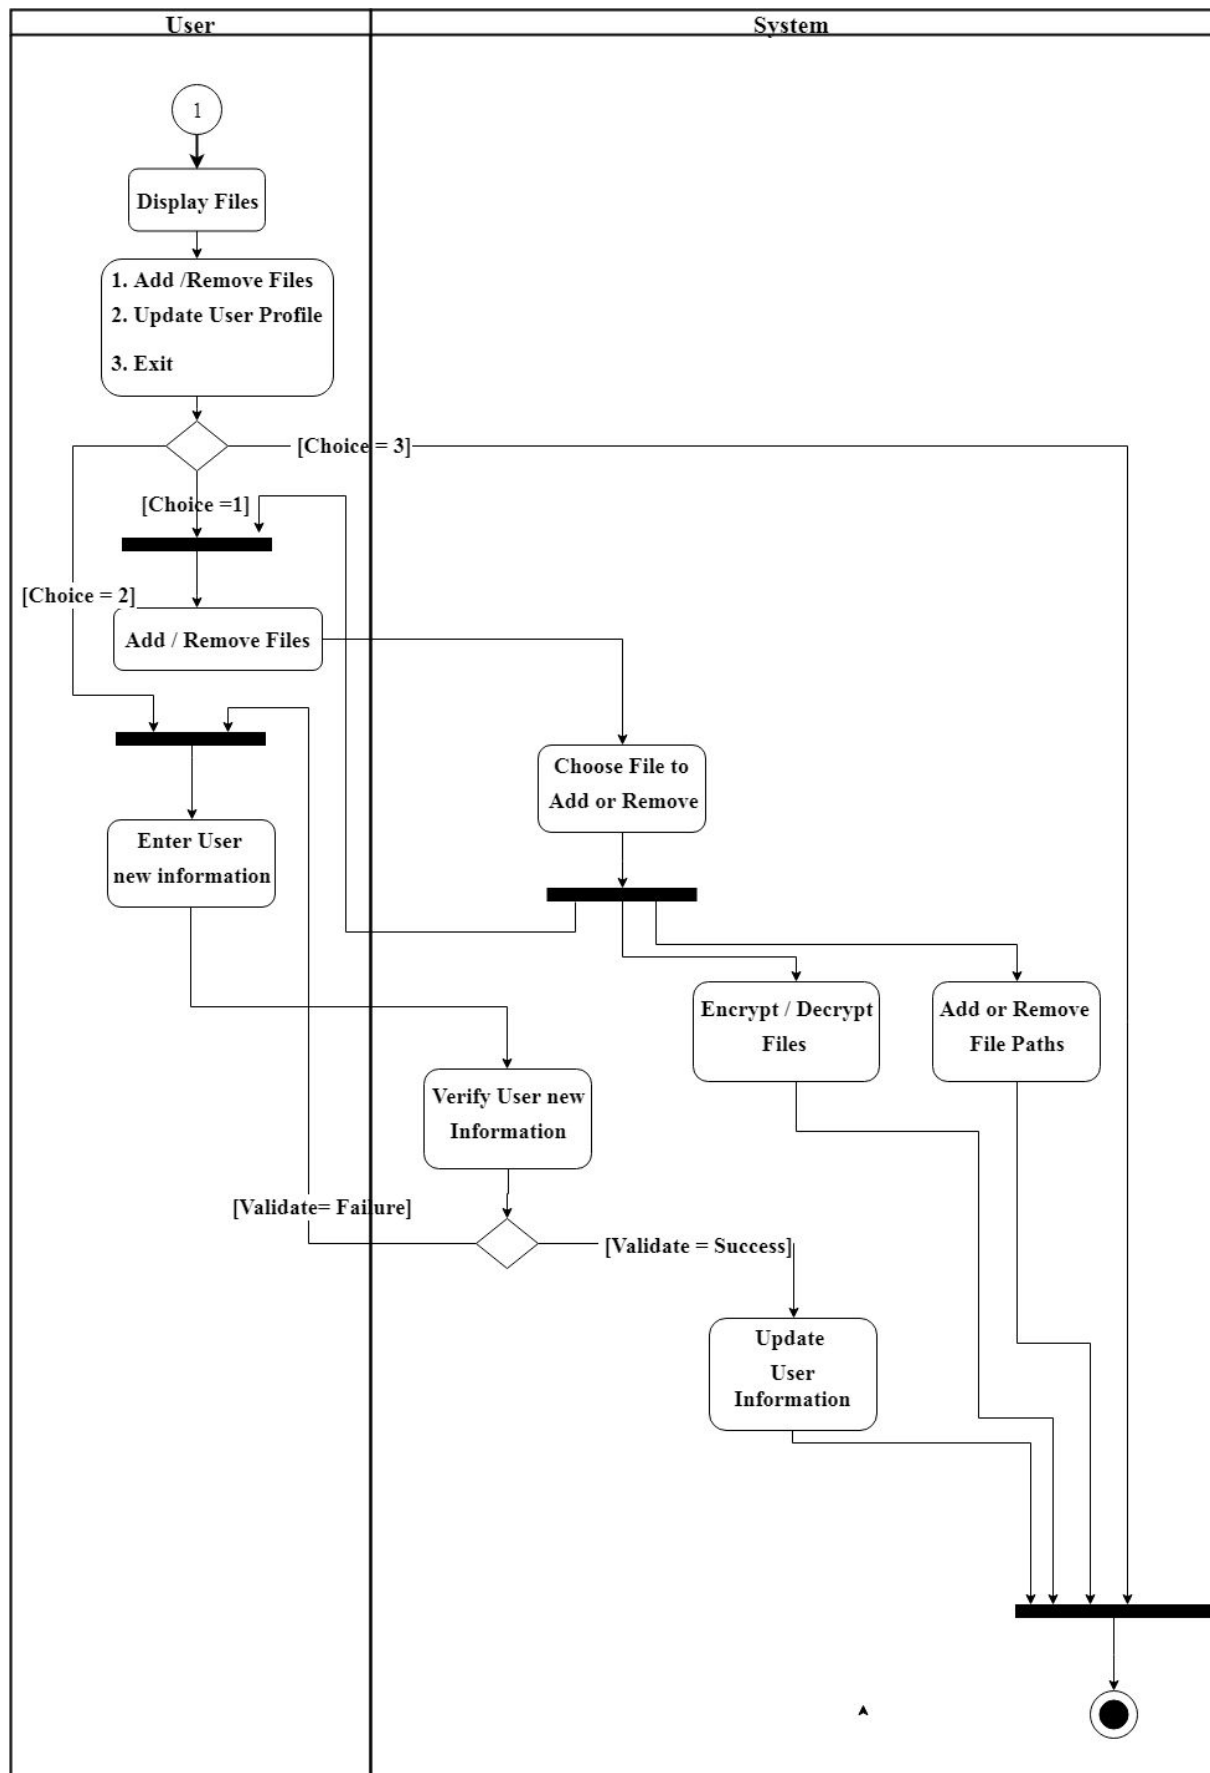 User
System
1
Display Files
1. Add /Remove Files
2. Update User Profile
3. Exit
[Choice = 3]
[Choice =1]
[Choice = 2]
Add / Remove Files
Choose File to
Add or Remove
Enter User
new information
Encrypt / Decrypt
Files
Add or Remove
File Paths
Verify User new
Information
[Validate= Failure]
[Validate = Success]
Update
User
Information